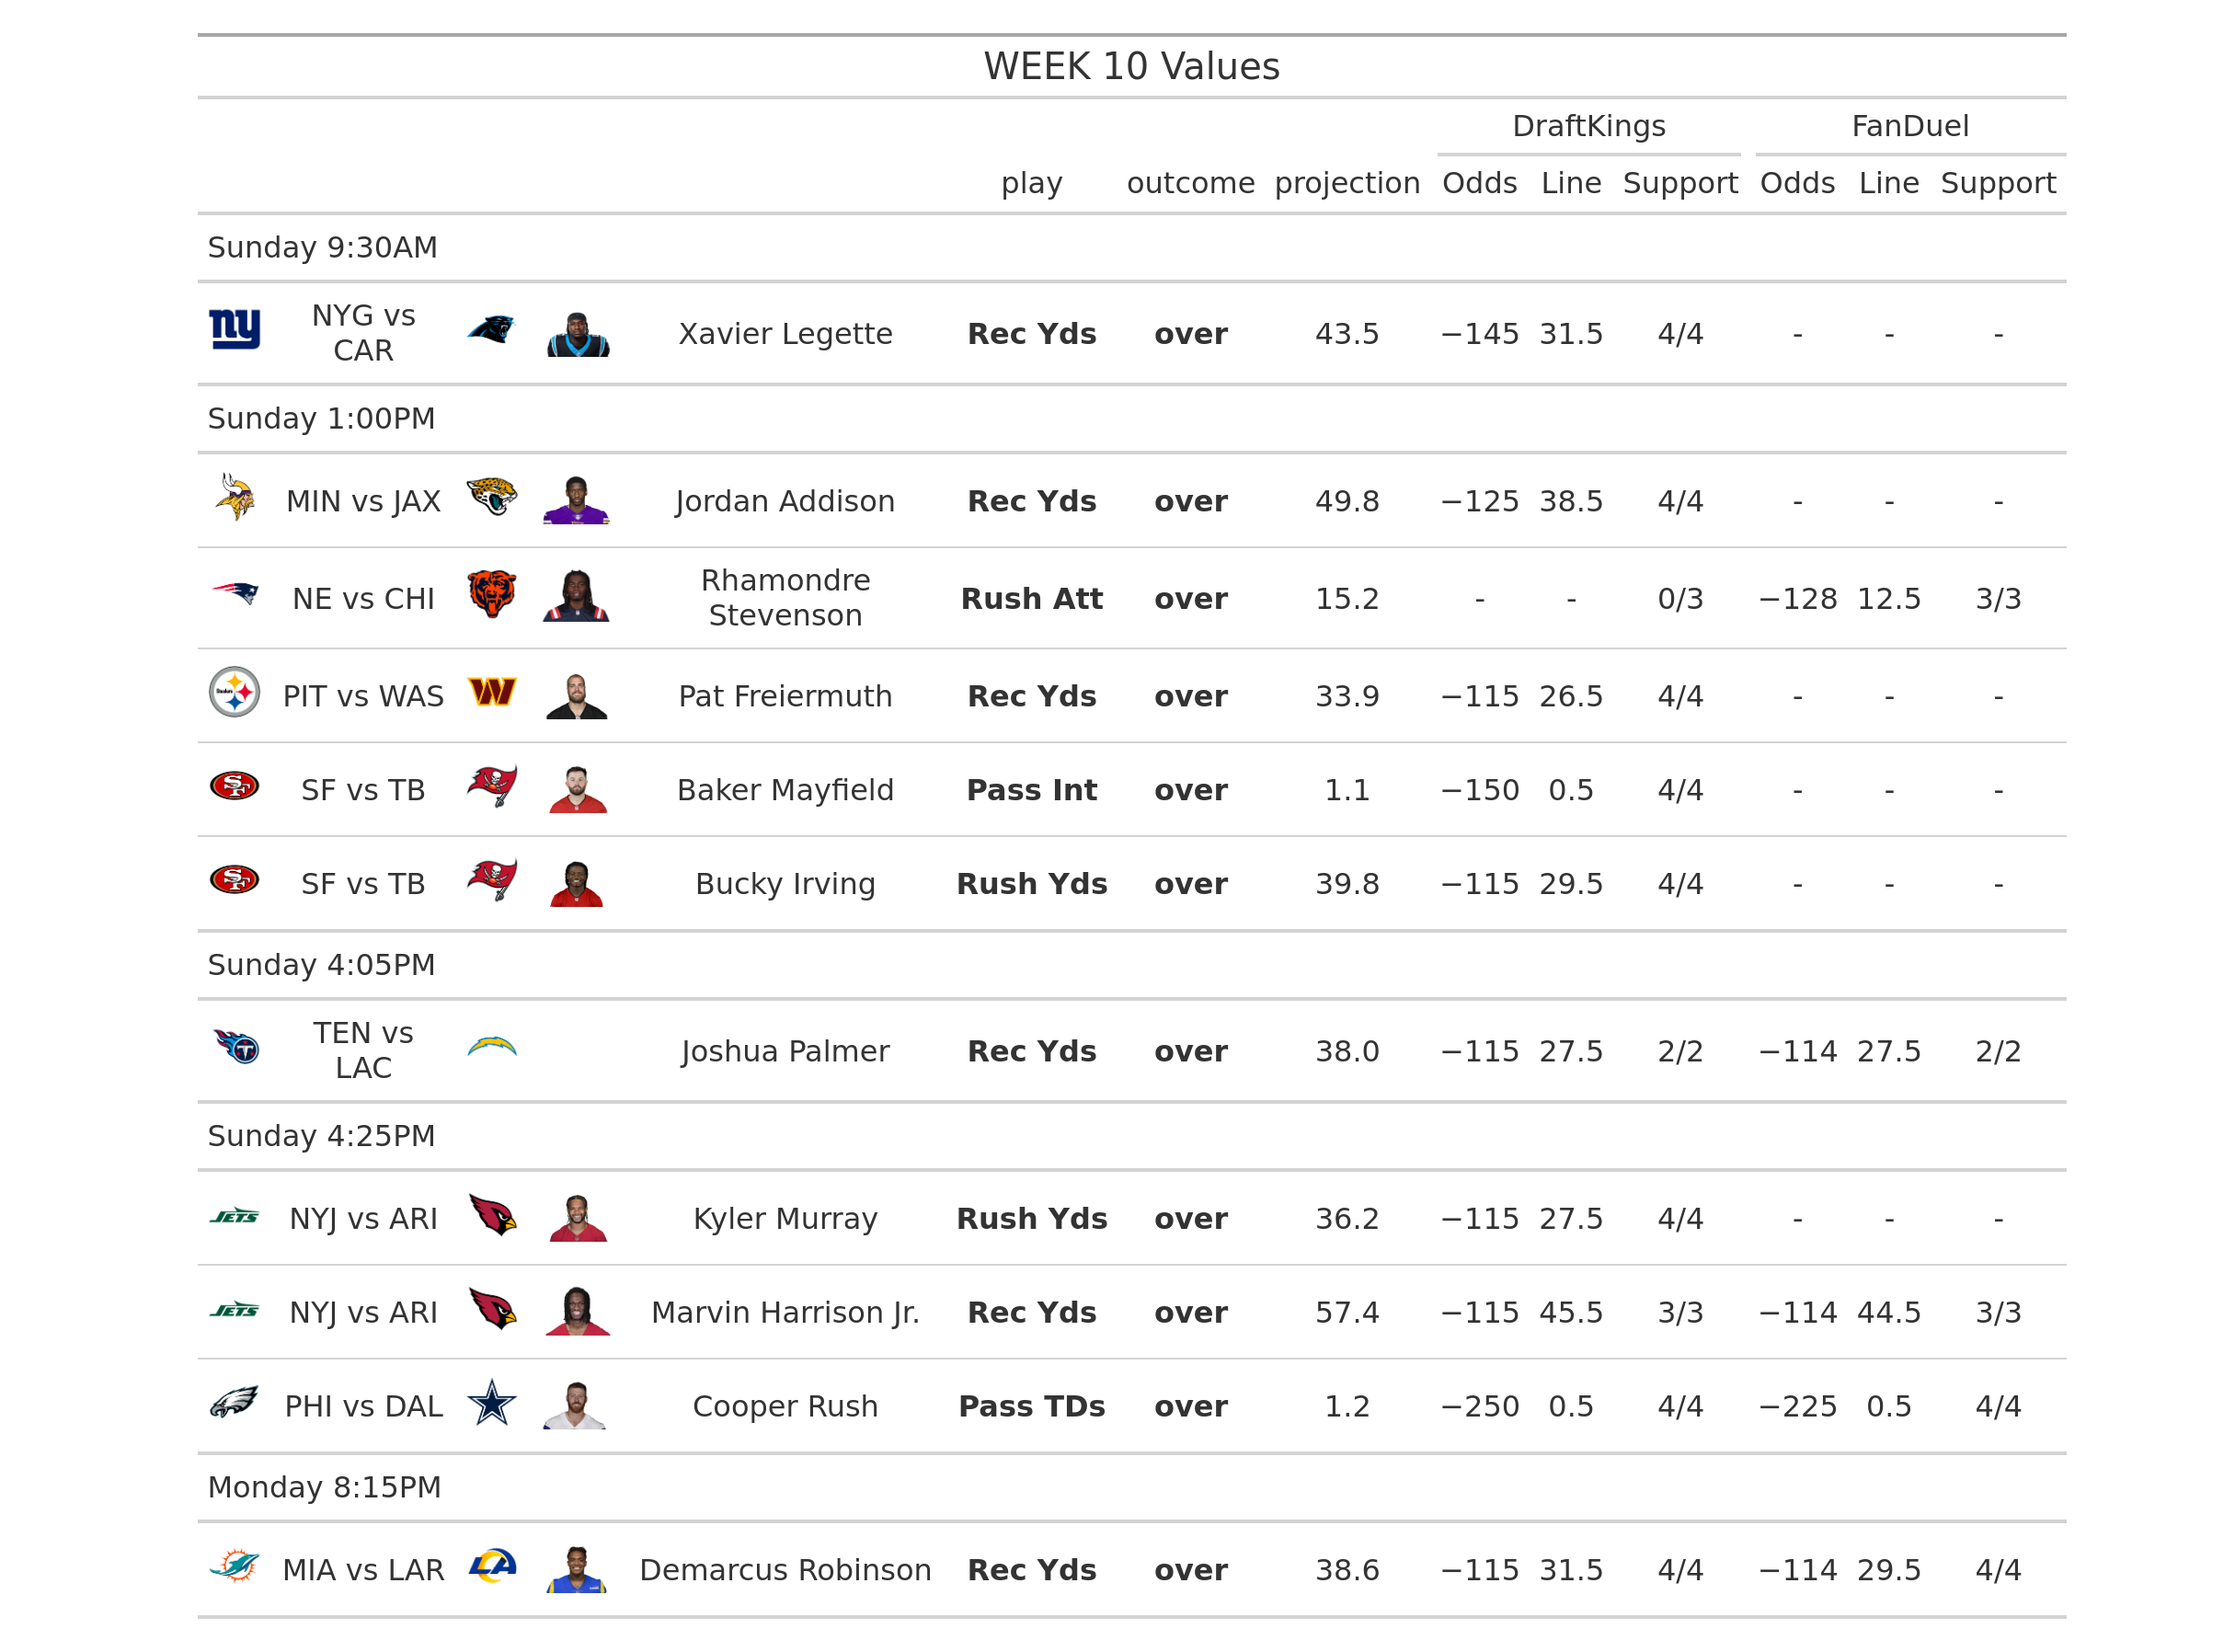 WEEK 10 Values
DraftKings FanDuel
play outcome projection Odds Line Support Odds Line Support
Sunday 9:30AM
ny NYG vs CAR Xavier Legette Rec Yds over 43.5 −145 31.5 4/4 - - -
Sunday 1:00PM
MIN vs JAX Jordan Addison Rec Yds over 49.8 −125 38.5 4/4 - - -
NE vs CHI Rhamondre Stevenson Rush Att over 15.2 - - 0/3 −128 12.5 3/3
Steelers PIT vs WAS W Pat Freiermuth Rec Yds over 33.9 −115 26.5 4/4 - - -
SF SF vs TB Baker Mayfield Pass Int over 1.1 −150 0.5 4/4 - - -
SF SF vs TB Bucky Irving Rush Yds over 39.8 −115 29.5 4/4 - - -
Sunday 4:05PM
T TEN vs LAC Joshua Palmer Rec Yds over 38.0 −115 27.5 2/2 −114 27.5 2/2
Sunday 4:25PM
JETS NYJ vs ARI Kyler Murray Rush Yds over 36.2 −115 27.5 4/4 - - -
JETS NYJ vs ARI Marvin Harrison Jr. Rec Yds over 57.4 −115 45.5 3/3 −114 44.5 3/3
PHI vs DAL Cooper Rush Pass TDs over 1.2 −250 0.5 4/4 −225 0.5 4/4
Monday 8:15PM
MIA vs LAR LA Demarcus Robinson Rec Yds over 38.6 −115 31.5 4/4 −114 29.5 4/4